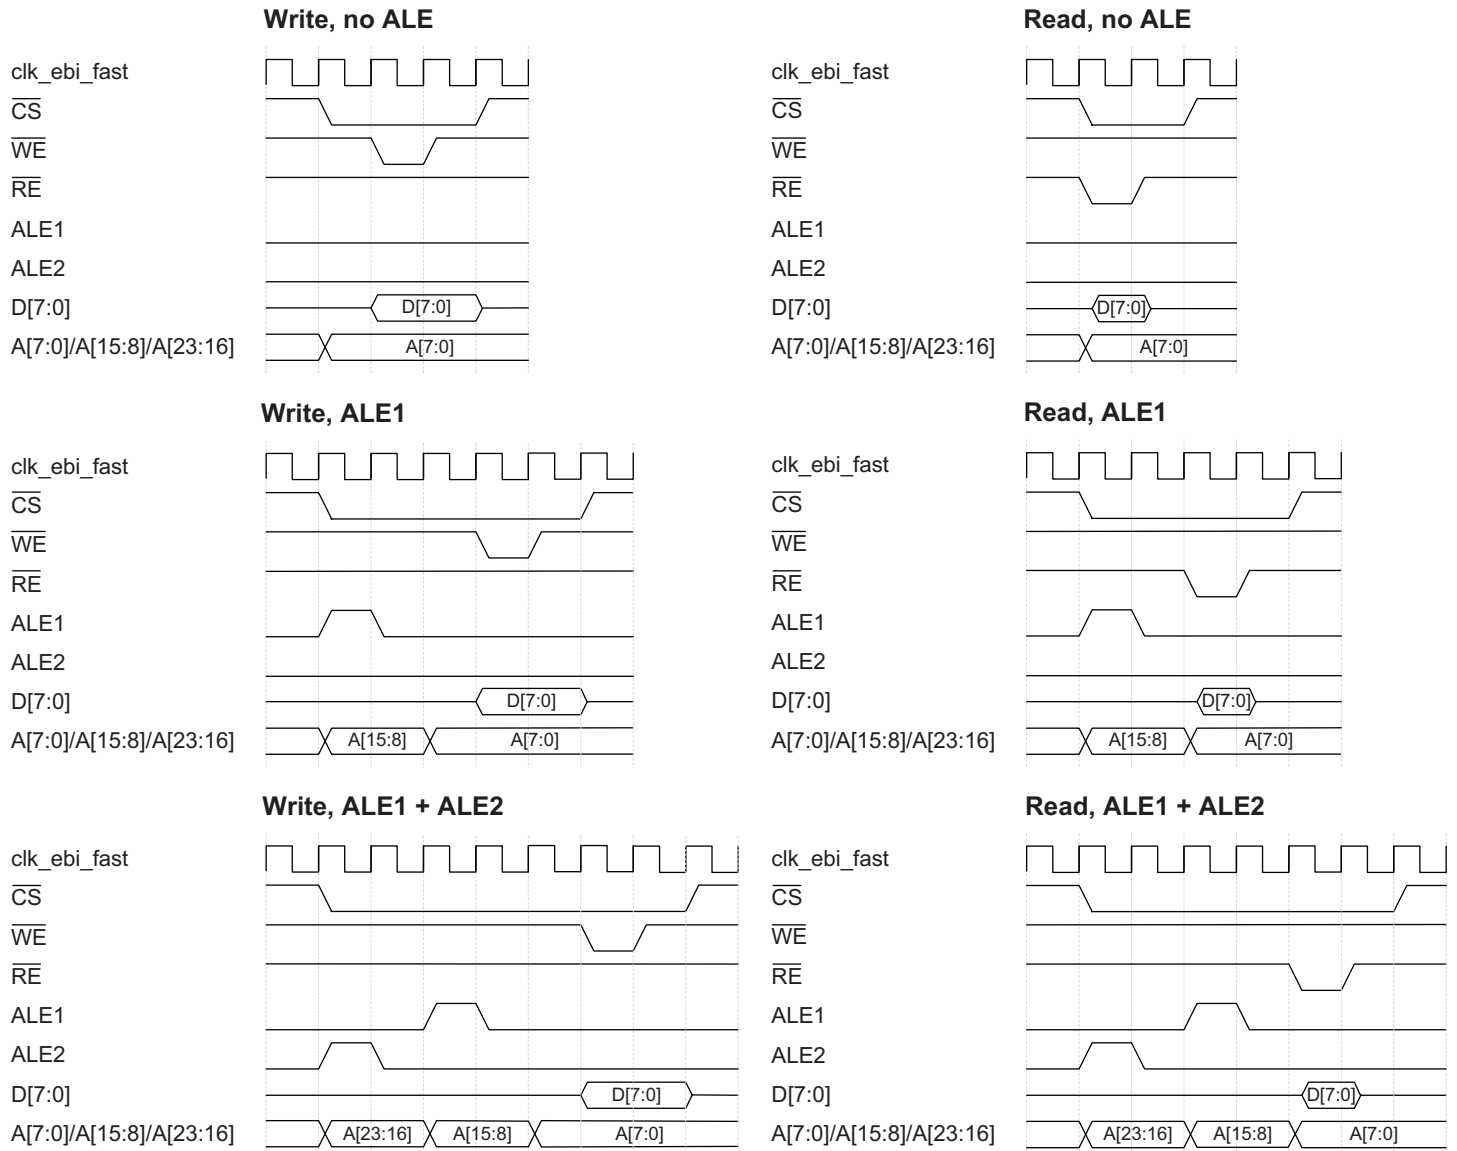 Write, no ALE
clk_ebi_fast
CS
WE
RE
ALE1
ALE2
D[7:0] D[7:0]
A[7:0]/A[15:8]/A[23:16] A[7:0]
Read, no ALE
clk_ebi_fast
CS
WE
RE
ALE1
ALE2
D[7:0] D[7:0]
A[7:0]/A[15:8]/A[23:16] A[7:0]
Write, ALE1
clk_ebi_fast
CS
WE
RE
ALE1
ALE2
D[7:0] D[7:0]
A[7:0]/A[15:8]/A[23:16] A[15:8] A[7:0]
Read, ALE1
clk_ebi_fast
CS
WE
RE
ALE1
ALE2
D[7:0] D[7:0]
A[7:0]/A[15:8]/A[23:16] A[15:8] A[7:0]
Write, ALE1 + ALE2
clk_ebi_fast
CS
WE
RE
ALE1
ALE2
D[7:0] D[7:0]
A[7:0]/A[15:8]/A[23:16] A[23:16] A[15:8] A[7:0]
Read, ALE1 + ALE2
clk_ebi_fast
CS
WE
RE
ALE1
ALE2
D[7:0] D[7:0]
A[7:0]/A[15:8]/A[23:16] A[23:16] A[15:8] A[7:0]